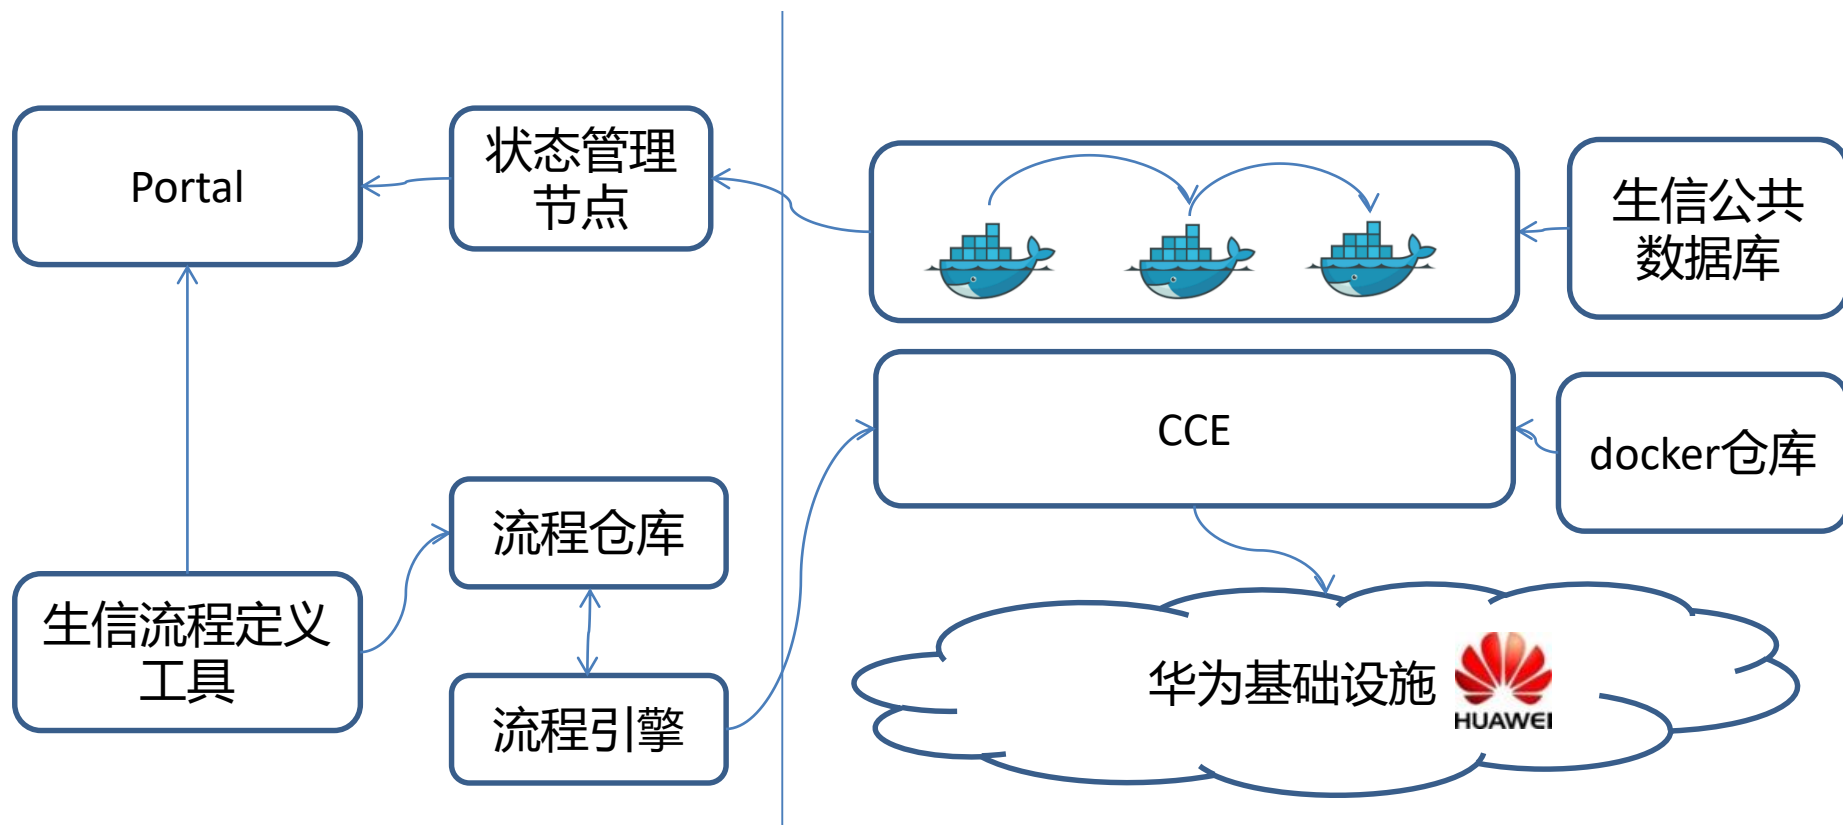 Portal
状态管理
节点
生信公共
数据库
CCE
docker仓库
流程仓库
生信流程定义
工具
流程引擎
华为基础设施
HUAWEI